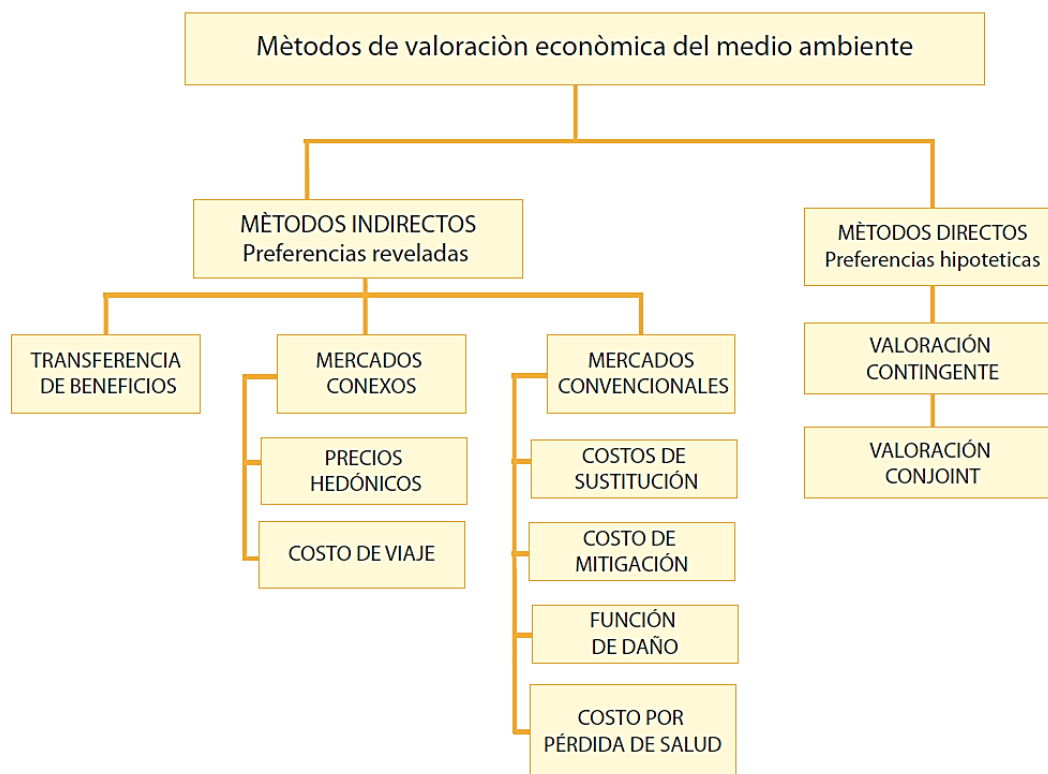 Mètodos de valoraciòn econòmica del medio ambiente
MÈTODOS INDIRECTOS
Preferencias reveladas
MÈTODOS DIRECTOS
Preferencias hipoteticas
TRANSFERENCIA
DE BENEFICIOS
MERCADOS
CONEXOS
MERCADOS
CONVENCIONALES
VALORACIÓN
CONTINGENTE
PRECIOS
HEDÓNICOS
COSTOS DE
SUSTITUCIÓN
VALORACIÓN
CONJOINT
COSTO DE VIAJE
COSTO DE
MITIGACIÓN
FUNCIÓN
DE DAÑO
COSTO POR
PÉRDIDA DE SALUD